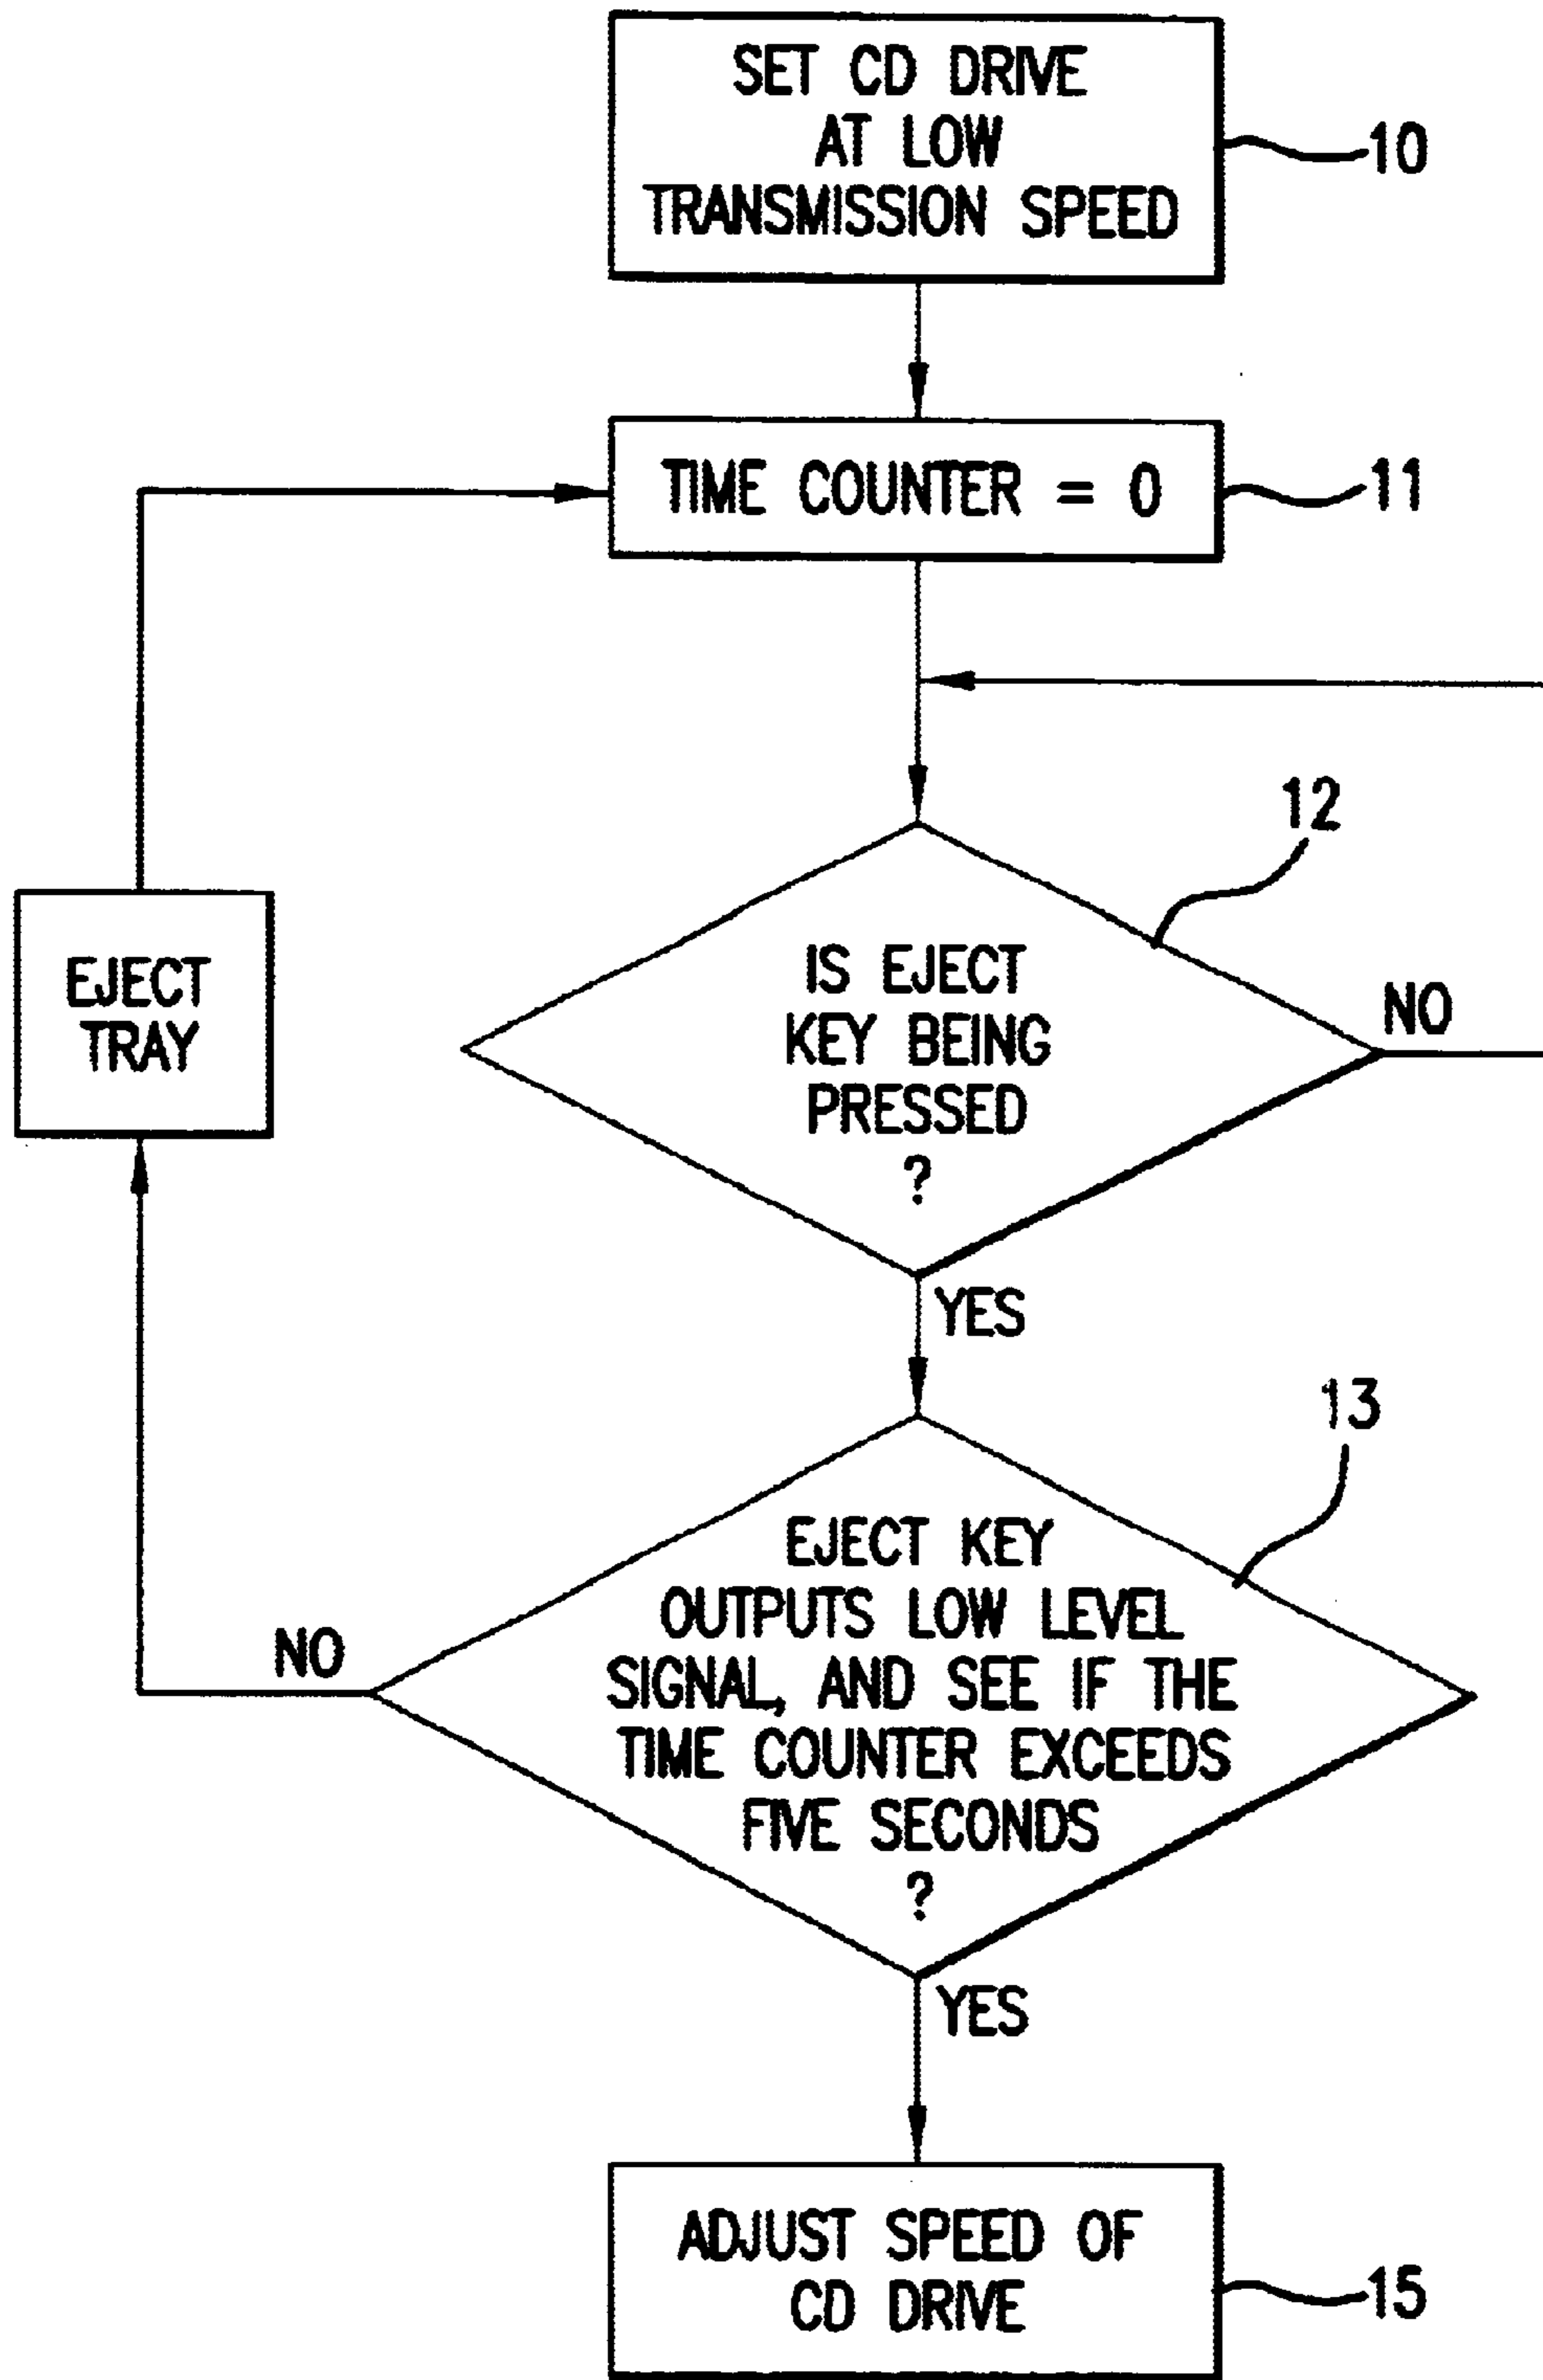 SET CD DRIVE
AT LOW
TRANSMISSION SPEED
10
TIME COUNTER = 0
11
12
IS EJECT
KEY BEING
PRESSED
?
NO
EJECT
TRAY
YES
13
EJECT KEY
OUTPUTS LOW LEVEL
SIGNAL, AND SEE IF THE
TIME COUNTER EXCEEDS
FIVE SECONDS
?
NO
YES
ADJUST SPEED OF
CD DRIVE
15